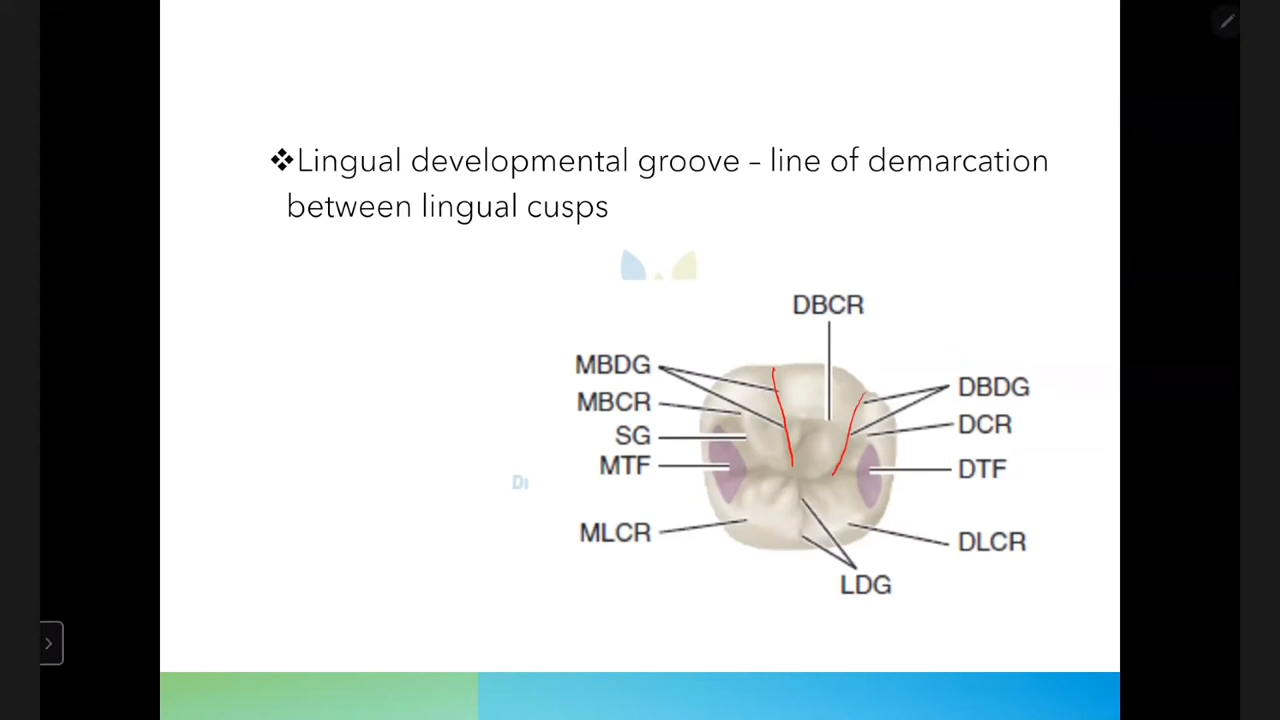 ❖Lingual developmental groove – line of demarcation
between lingual cusps
DBCR
MBDG
DBDG
MBCR
DCR
SG
MTF
DTF
MLCR
DLCR
LDG